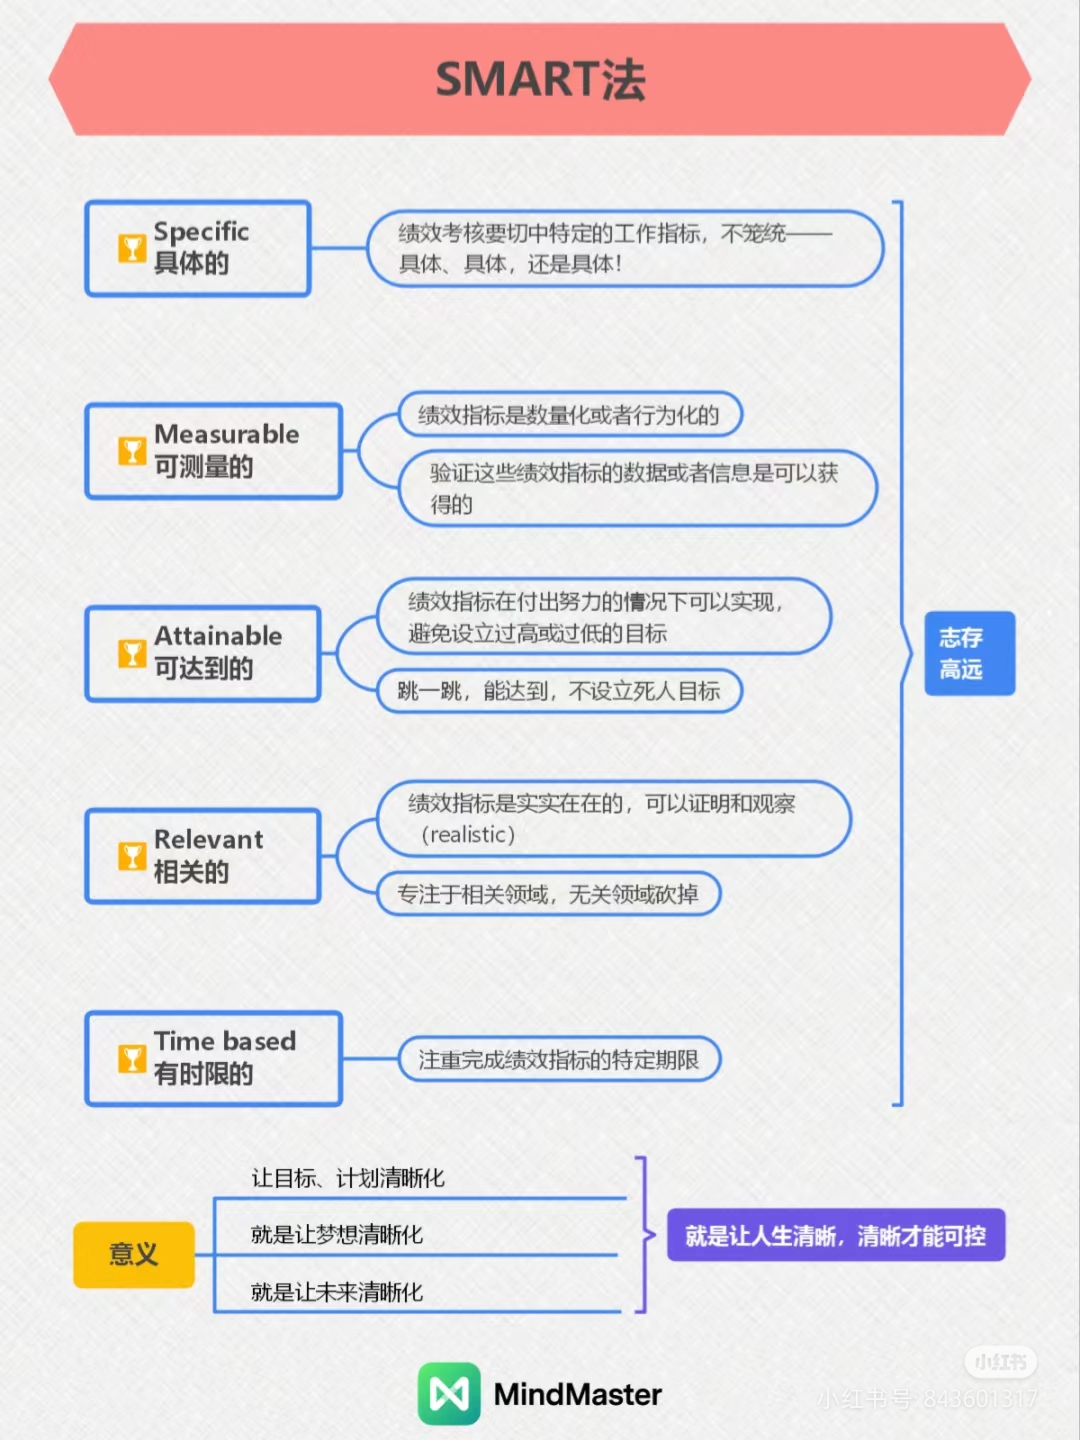 SMART法
Specific
具体的
绩效考核要切中特定的工作指标，不笼统——
具体、具体，还是具体！
Measurable
可测量的
绩效指标是数量化或者行为化的
验证这些绩效指标的数据或者信息是可以获
得的
Attainable
可达到的
绩效指标在付出努力的情况下可以实现，
避免设立过高或过低的目标
跳一跳，能达到，不设立死人目标
Relevant
相关的
绩效指标是实实在在的，可以证明和观察
（realistic）
专注于相关领域，无关领域砍掉
Time based
有时限的
注重完成绩效指标的特定期限
志存
高远
意义
让目标、计划清晰化
就是让梦想清晰化
就是让未来清晰化
就是让人生清晰，清晰才能可控
MindMaster
小红书
小红书号: 843601317